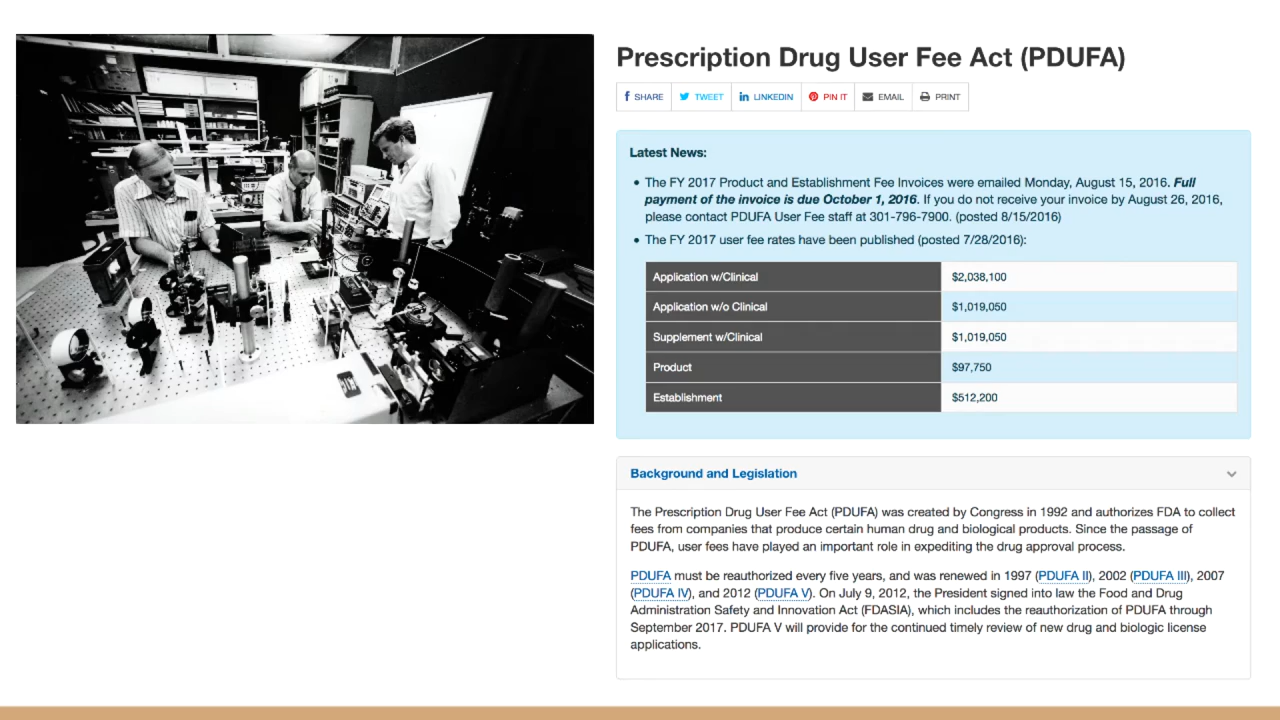 Prescription Drug User Fee Act (PDUFA)
SHARE TWEET LINKEDIN PIN IT EMAIL PRINT
Latest News:
• The FY 2017 Product and Establishment Fee Invoices were emailed Monday, August 15, 2016. Full
payment of the invoice is due October 1, 2016. If you do not receive your invoice by August 26, 2016,
please contact PDUFA User Fee staff at 301-796-7900. (posted 8/15/2016)
• The FY 2017 user fee rates have been published (posted 7/28/2016):
Application w/Clinical $2,038,100
Application w/o Clinical $1,019,050
Supplement w/Clinical $1,019,050
Product $97,750
Establishment $512,200
Background and Legislation
The Prescription Drug User Fee Act (PDUFA) was created by Congress in 1992 and authorizes FDA to collect
fees from companies that produce certain human drug and biological products. Since the passage of
PDUFA, user fees have played an important role in expediting the drug approval process.
PDUFA must be reauthorized every five years, and was renewed in 1997 (PDUFA II), 2002 (PDUFA III), 2007
(PDUFA IV), and 2012 (PDUFA V). On July 9, 2012, the President signed into law the Food and Drug
Administration Safety and Innovation Act (FDASIA), which includes the reauthorization of PDUFA through
September 2017. PDUFA V will provide for the continued timely review of new drug and biologic license
applications.